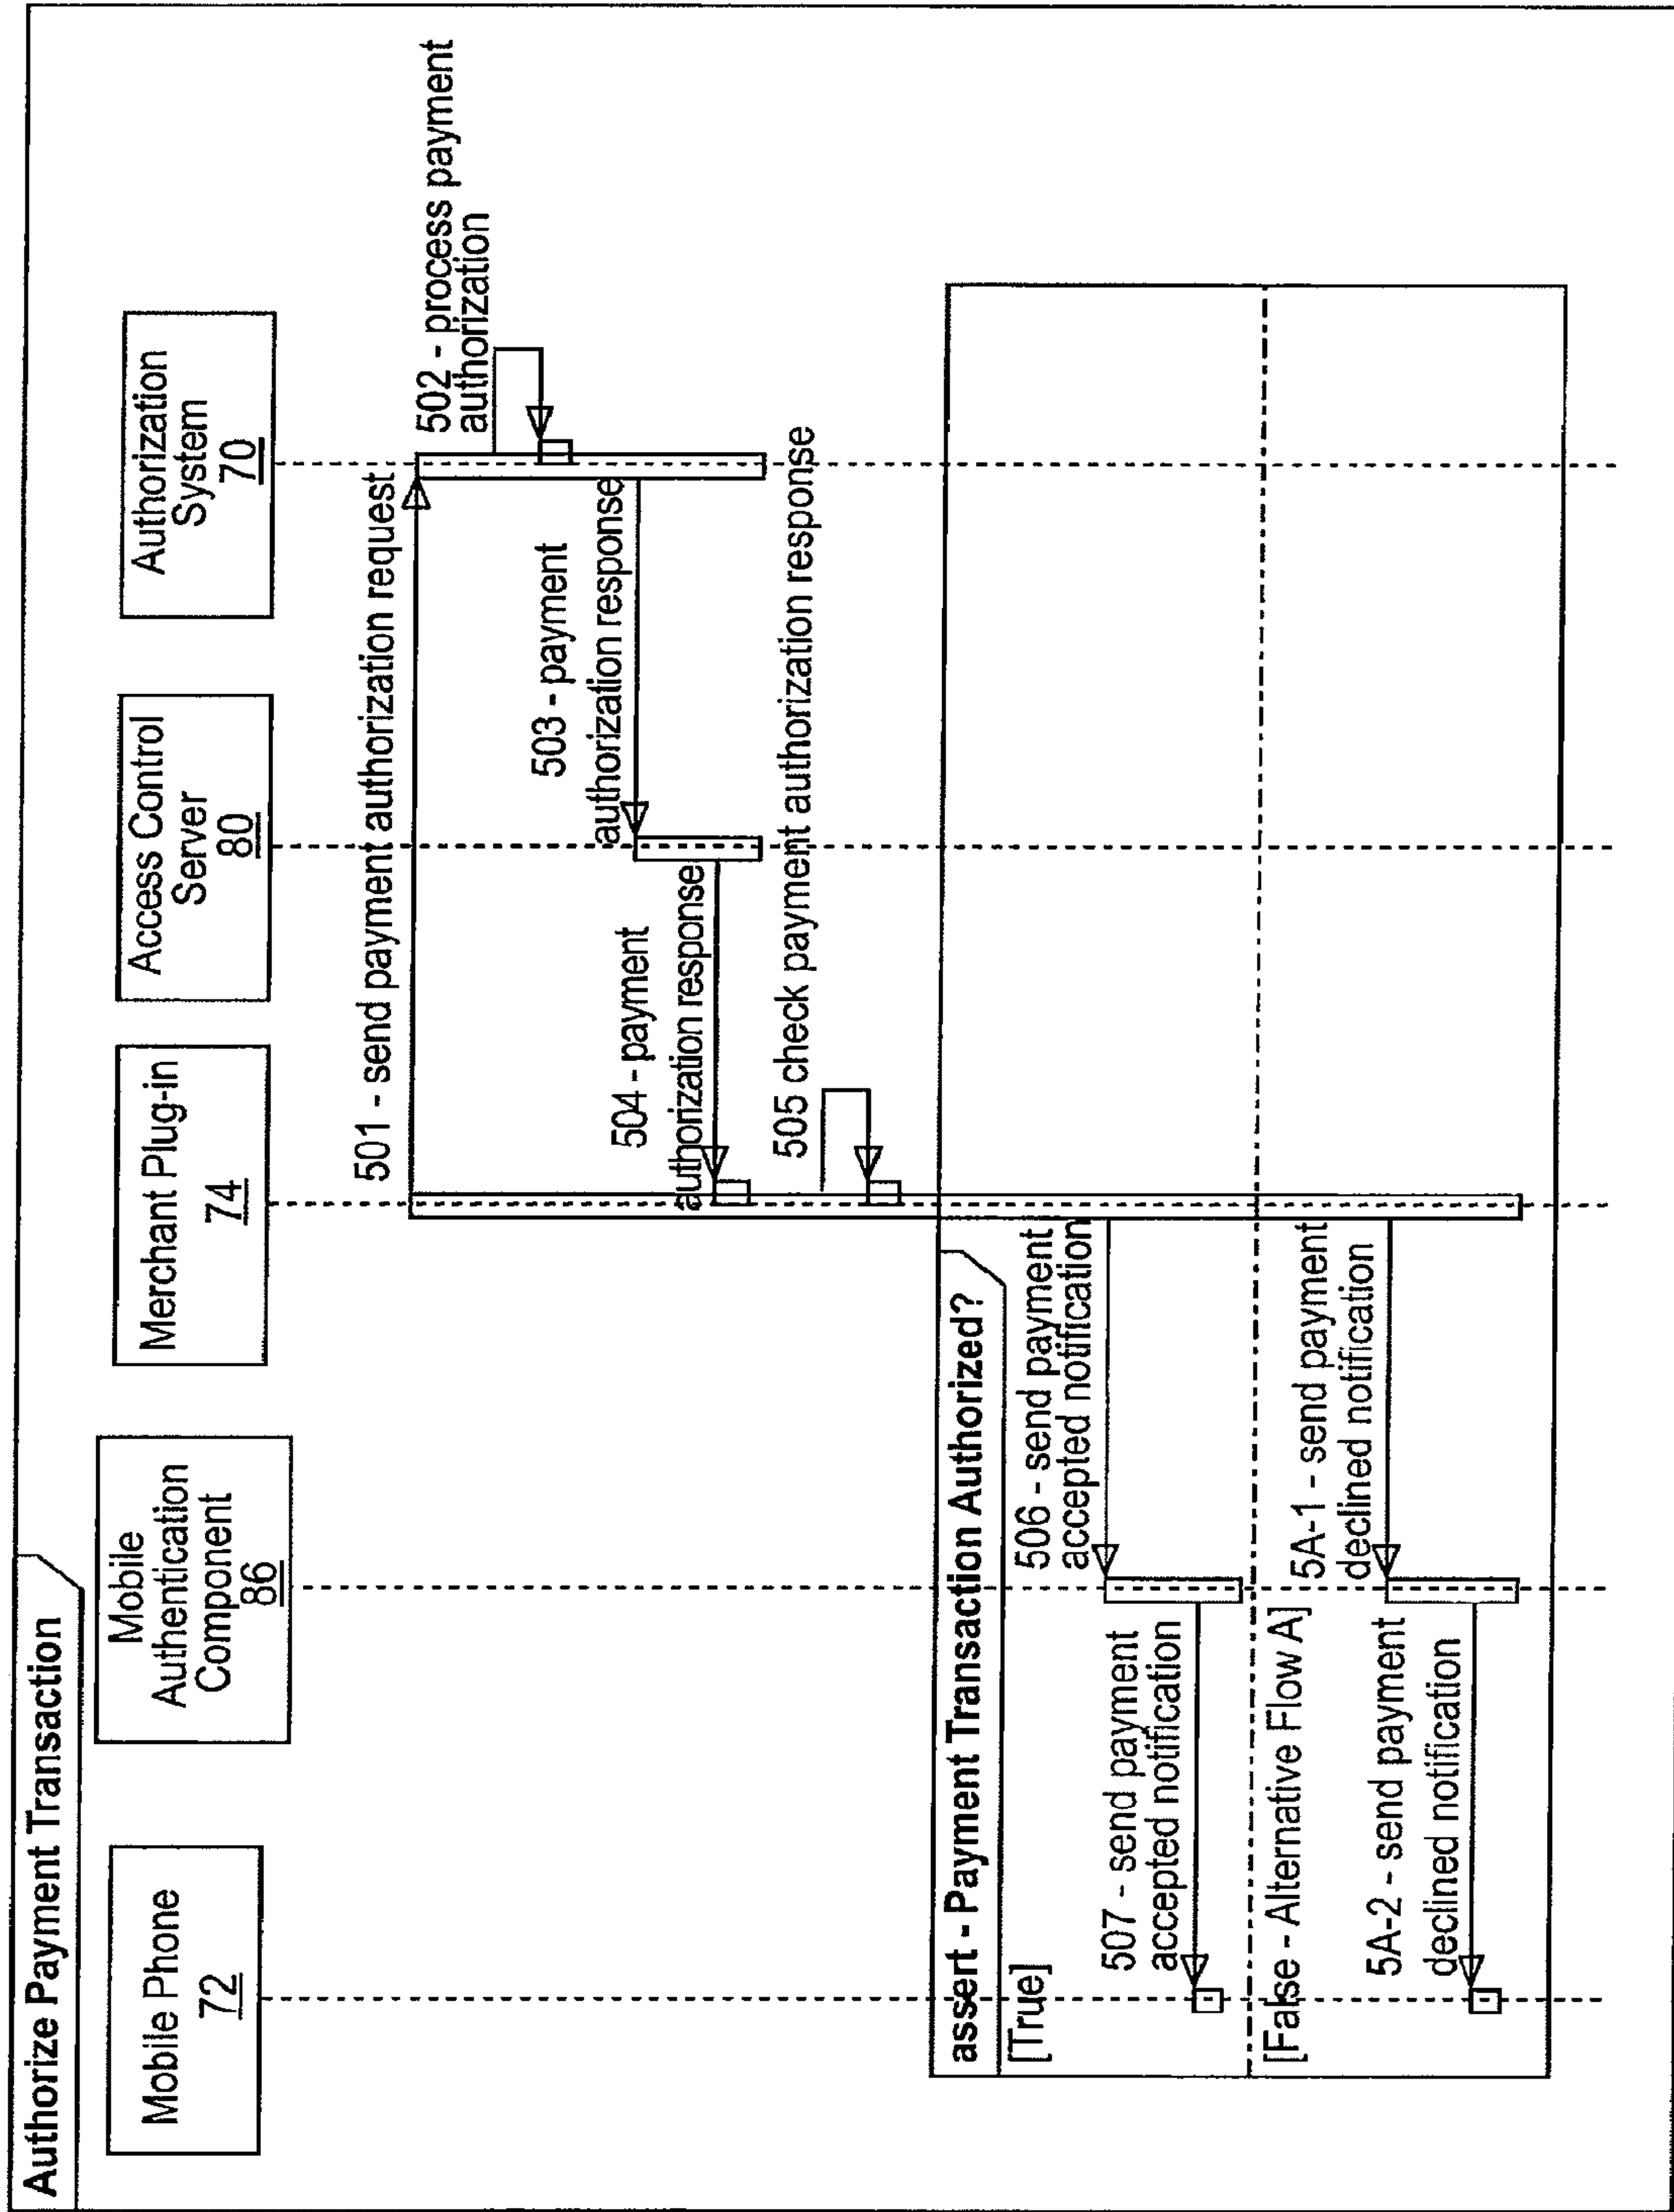 Authorize Payment Transaction
Mobile Phone
72
Mobile
Authentication
Component
86
Merchant Plug-in
74
Access Control
Server
80
Authorization
System
70
501 - send payment authorization request
502 - process payment
authorization
503 - payment
authorization response
504 - payment
authorization response
505 check payment authorization response
assert - Payment Transaction Authorized?
[True]
506 - send payment
accepted notification
507 - send payment
accepted notification
[False - Alternative Flow A]
5A-1 - send payment
declined notification
5A-2 - send payment
declined notification